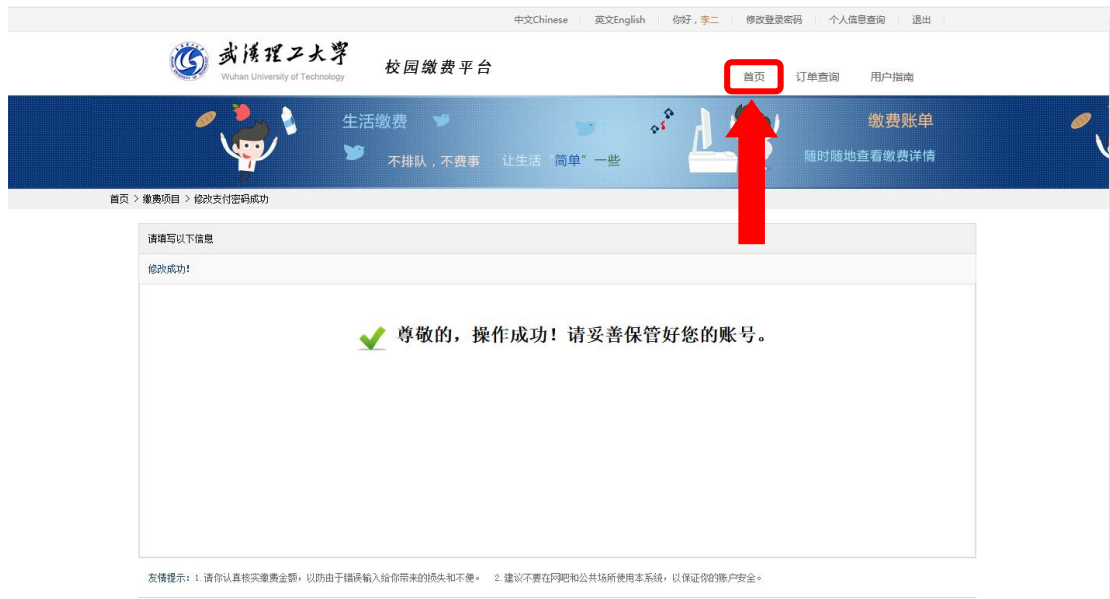 中文Chinese 英文English 你好，李二 修改登录密码 个人信息查询 退出
武汉理工大学
Wuhan University of Technology
校园缴费平台
首页 订单查询 用户指南
生活缴费
不排队，不费事 让生活“简单”一些
缴费账单
随时随地查看缴费详情
首页 > 缴费项目 > 修改支付密码成功
请填写以下信息
修改成功!
尊敬的，操作成功！请妥善保管好您的账号。
友情提示：1.请你认真核实缴费金额，以防由于错误输入给你带来的损失和不便。 2.建议不要在网吧和公共场所使用本系统，以保证你的账户安全。